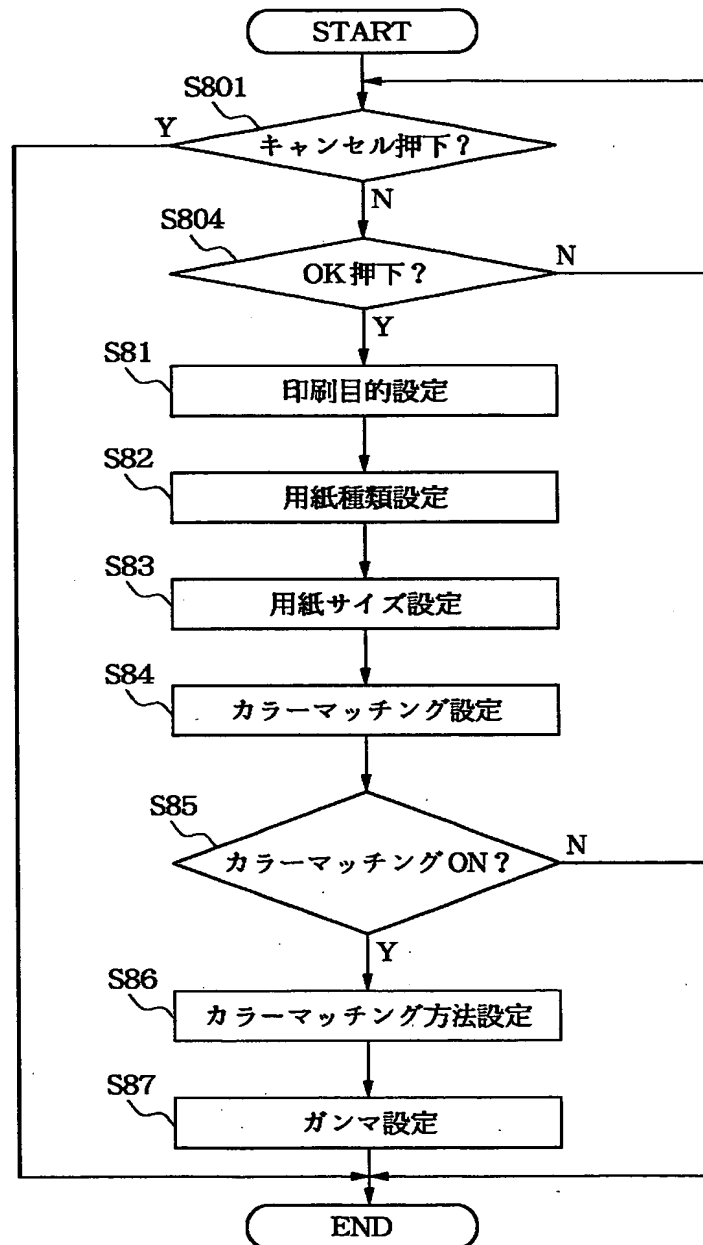 START
S801
Y
キャンセル押下?
N
S804
OK押下?
N
Y
S81
印刷目的設定
S82
用紙種類設定
S83
用紙サイズ設定
S84
カラーマッチング設定
S85
カラーマッチングON?
N
Y
S86
カラーマッチング方法設定
S87
ガンマ設定
END